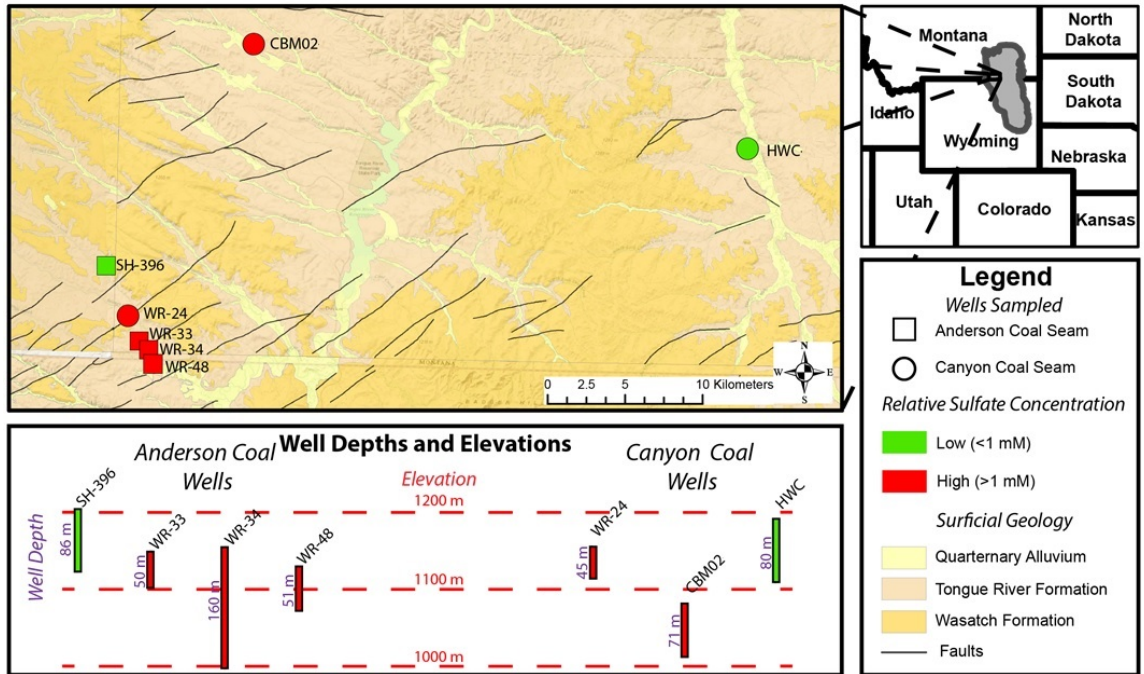 CBM02
HWC
SH-396
WR-24
WR-33
WR-34
WR-48
MONTANA
N
W
E
S
0 2.5 5 10 Kilometers
Montana
North
Dakota
South
Dakota
Idaho
Wyoming
Nebraska
Utah
Colorado
Kansas
Legend
Wells Sampled
Anderson Coal Seam
Canyon Coal Seam
Relative Sulfate Concentration
Low (<1 mM)
High (>1 mM)
Surficial Geology
Quarternary Alluvium
Tongue River Formation
Wasatch Formation
Faults
Well Depths and Elevations
Anderson Coal
Wells
Canyon Coal
Wells
Elevation
1200 m
1100 m
1000 m
Well Depth
SH-396
86 m
WR-33
50 m
WR-34
160 m
WR-48
51 m
WR-24
45 m
CBM02
71 m
HWC
80 m